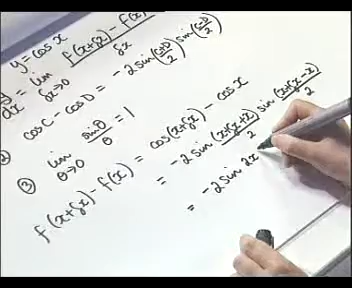 y = cos x
dy/dx = lim δx→0 f(x+δx) - f(x) / δx
② cos C - cos D = -2 sin(C+D/2) sin(C-D/2)
③ lim θ→0 sinθ/θ = 1
f(x+δx) - f(x) = cos(x+δx) - cos x
= -2 sin (x+δx+x)/2 sin (x+δx-x)/2
= -2 sin 2x